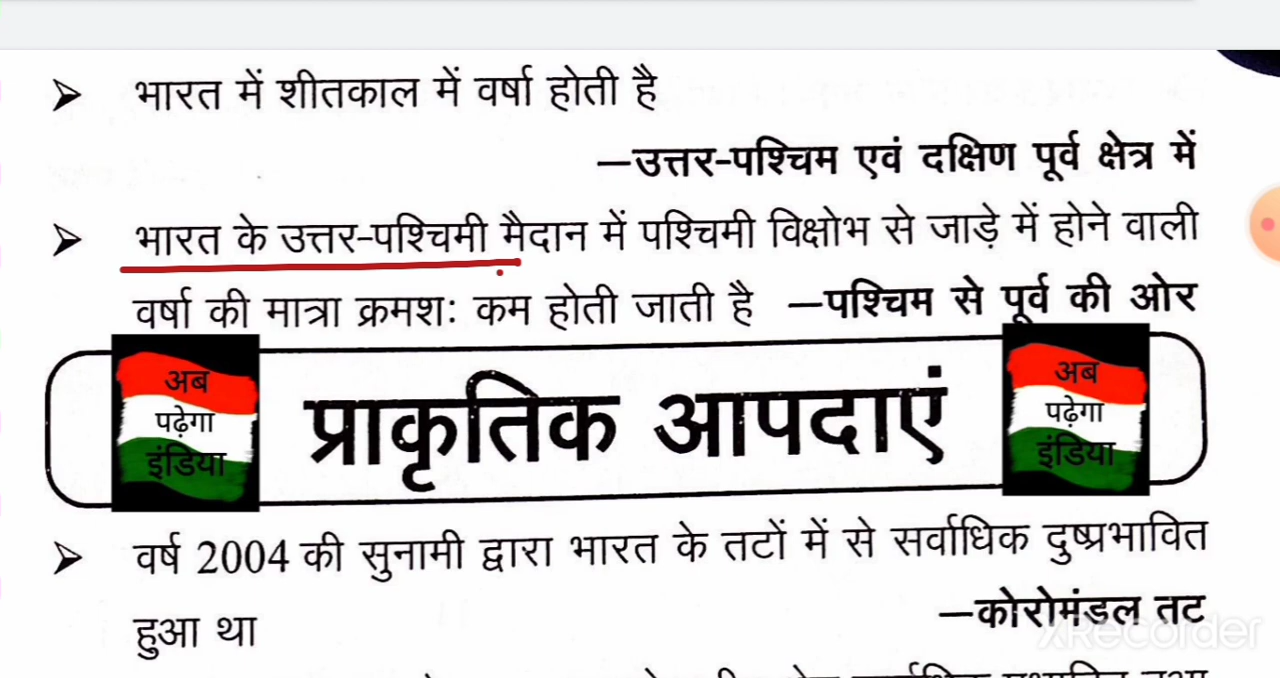 ➢ भारत में शीतकाल में वर्षा होती है
—उत्तर-पश्चिम एवं दक्षिण पूर्व क्षेत्र में
➢ भारत के उत्तर-पश्चिमी मैदान में पश्चिमी विक्षोभ से जाड़े में होने वाली
वर्षा की मात्रा क्रमशः कम होती जाती है —पश्चिम से पूर्व की ओर
अब
पढ़ेगा
इंडिया
प्राकृतिक आपदाएं
अब
पढ़ेगा
इंडिया
➢ वर्ष 2004 की सुनामी द्वारा भारत के तटों में से सर्वाधिक दुष्प्रभावित
हुआ था —कोरोमंडल तट
XRecorder